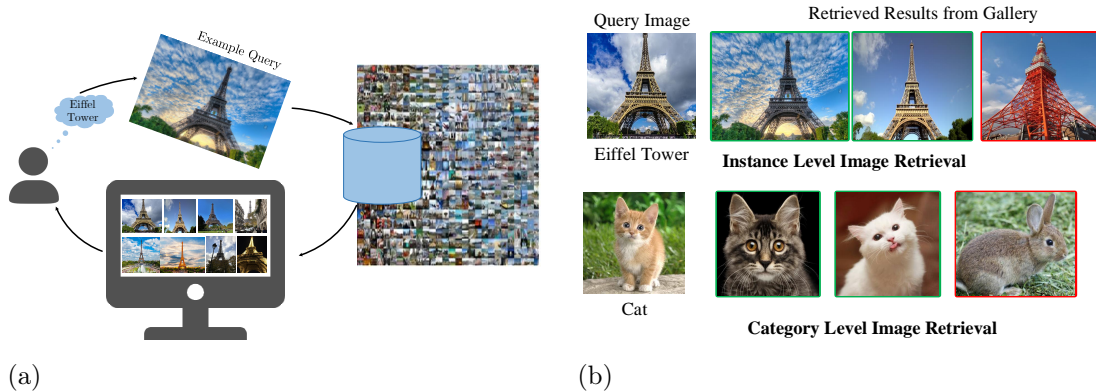 Example Query
Eiffel
Tower
(a)
Query Image
Retrieved Results from Gallery
Eiffel Tower
Instance Level Image Retrieval
Cat
Category Level Image Retrieval
(b)